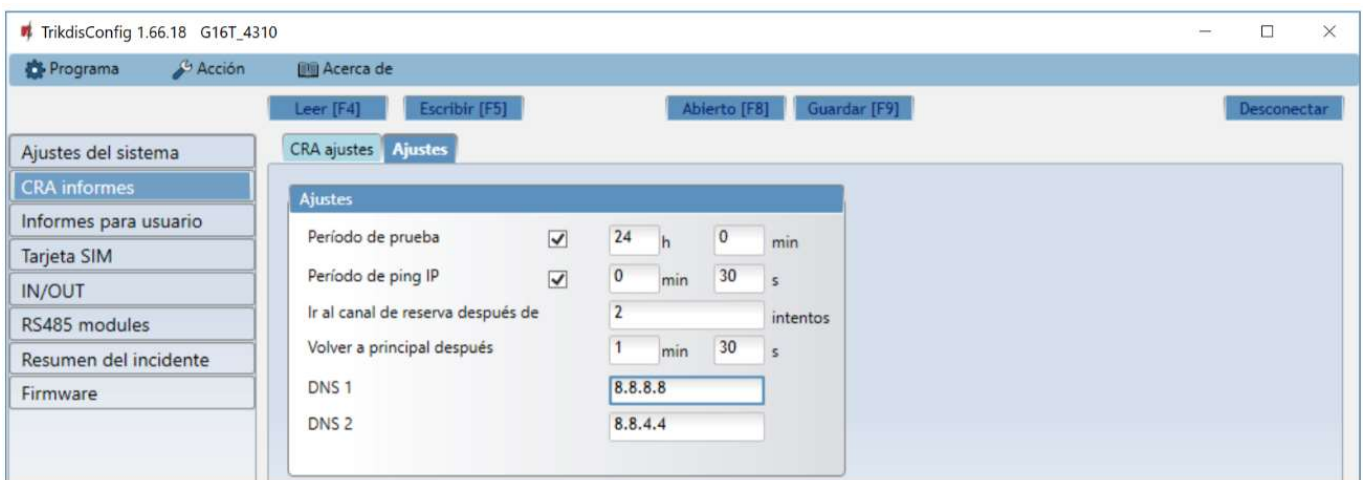 TrikdisConfig 1.66.18 G16T_4310
Programa Acción Acerca de
Leer [F4] Escribir [F5] Abierto [F8] Guardar [F9] Desconectar
Ajustes del sistema
CRA informes
Informes para usuario
Tarjeta SIM
IN/OUT
RS485 modules
Resumen del incidente
Firmware
CRA ajustes Ajustes
Ajustes
Período de prueba 24 h 0 min
Período de ping IP 0 min 30 s
Ir al canal de reserva después de 2 intentos
Volver a principal después 1 min 30 s
DNS 1 8.8.8.8
DNS 2 8.8.4.4